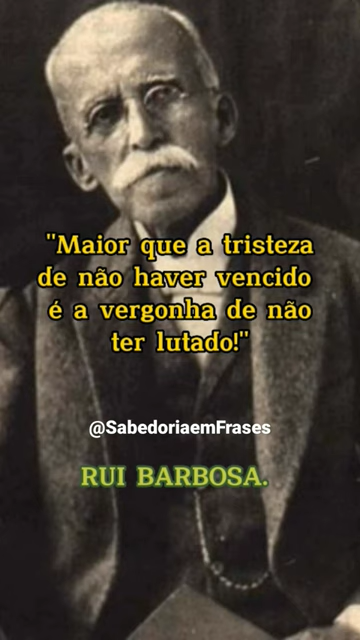 "Maior que a tristeza
de não haver vencido
é a vergonha de não
ter lutado!"
@SabedoriaemFrases
RUI BARBOSA.